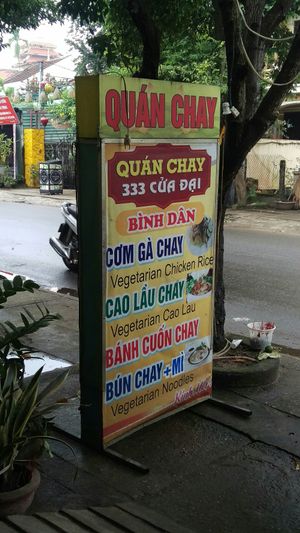 QUÁN CHAY
QUÁN CHAY
333 CỬA ĐẠI
BÌNH DÂN
CƠM GÀ CHAY
Vegetarian Chicken Rice
CAO LẦU CHAY
Vegetarian Cao Lau
BÁNH CUỐN CHAY
BÚN CHAY+MÌ
Vegetarian Noodles